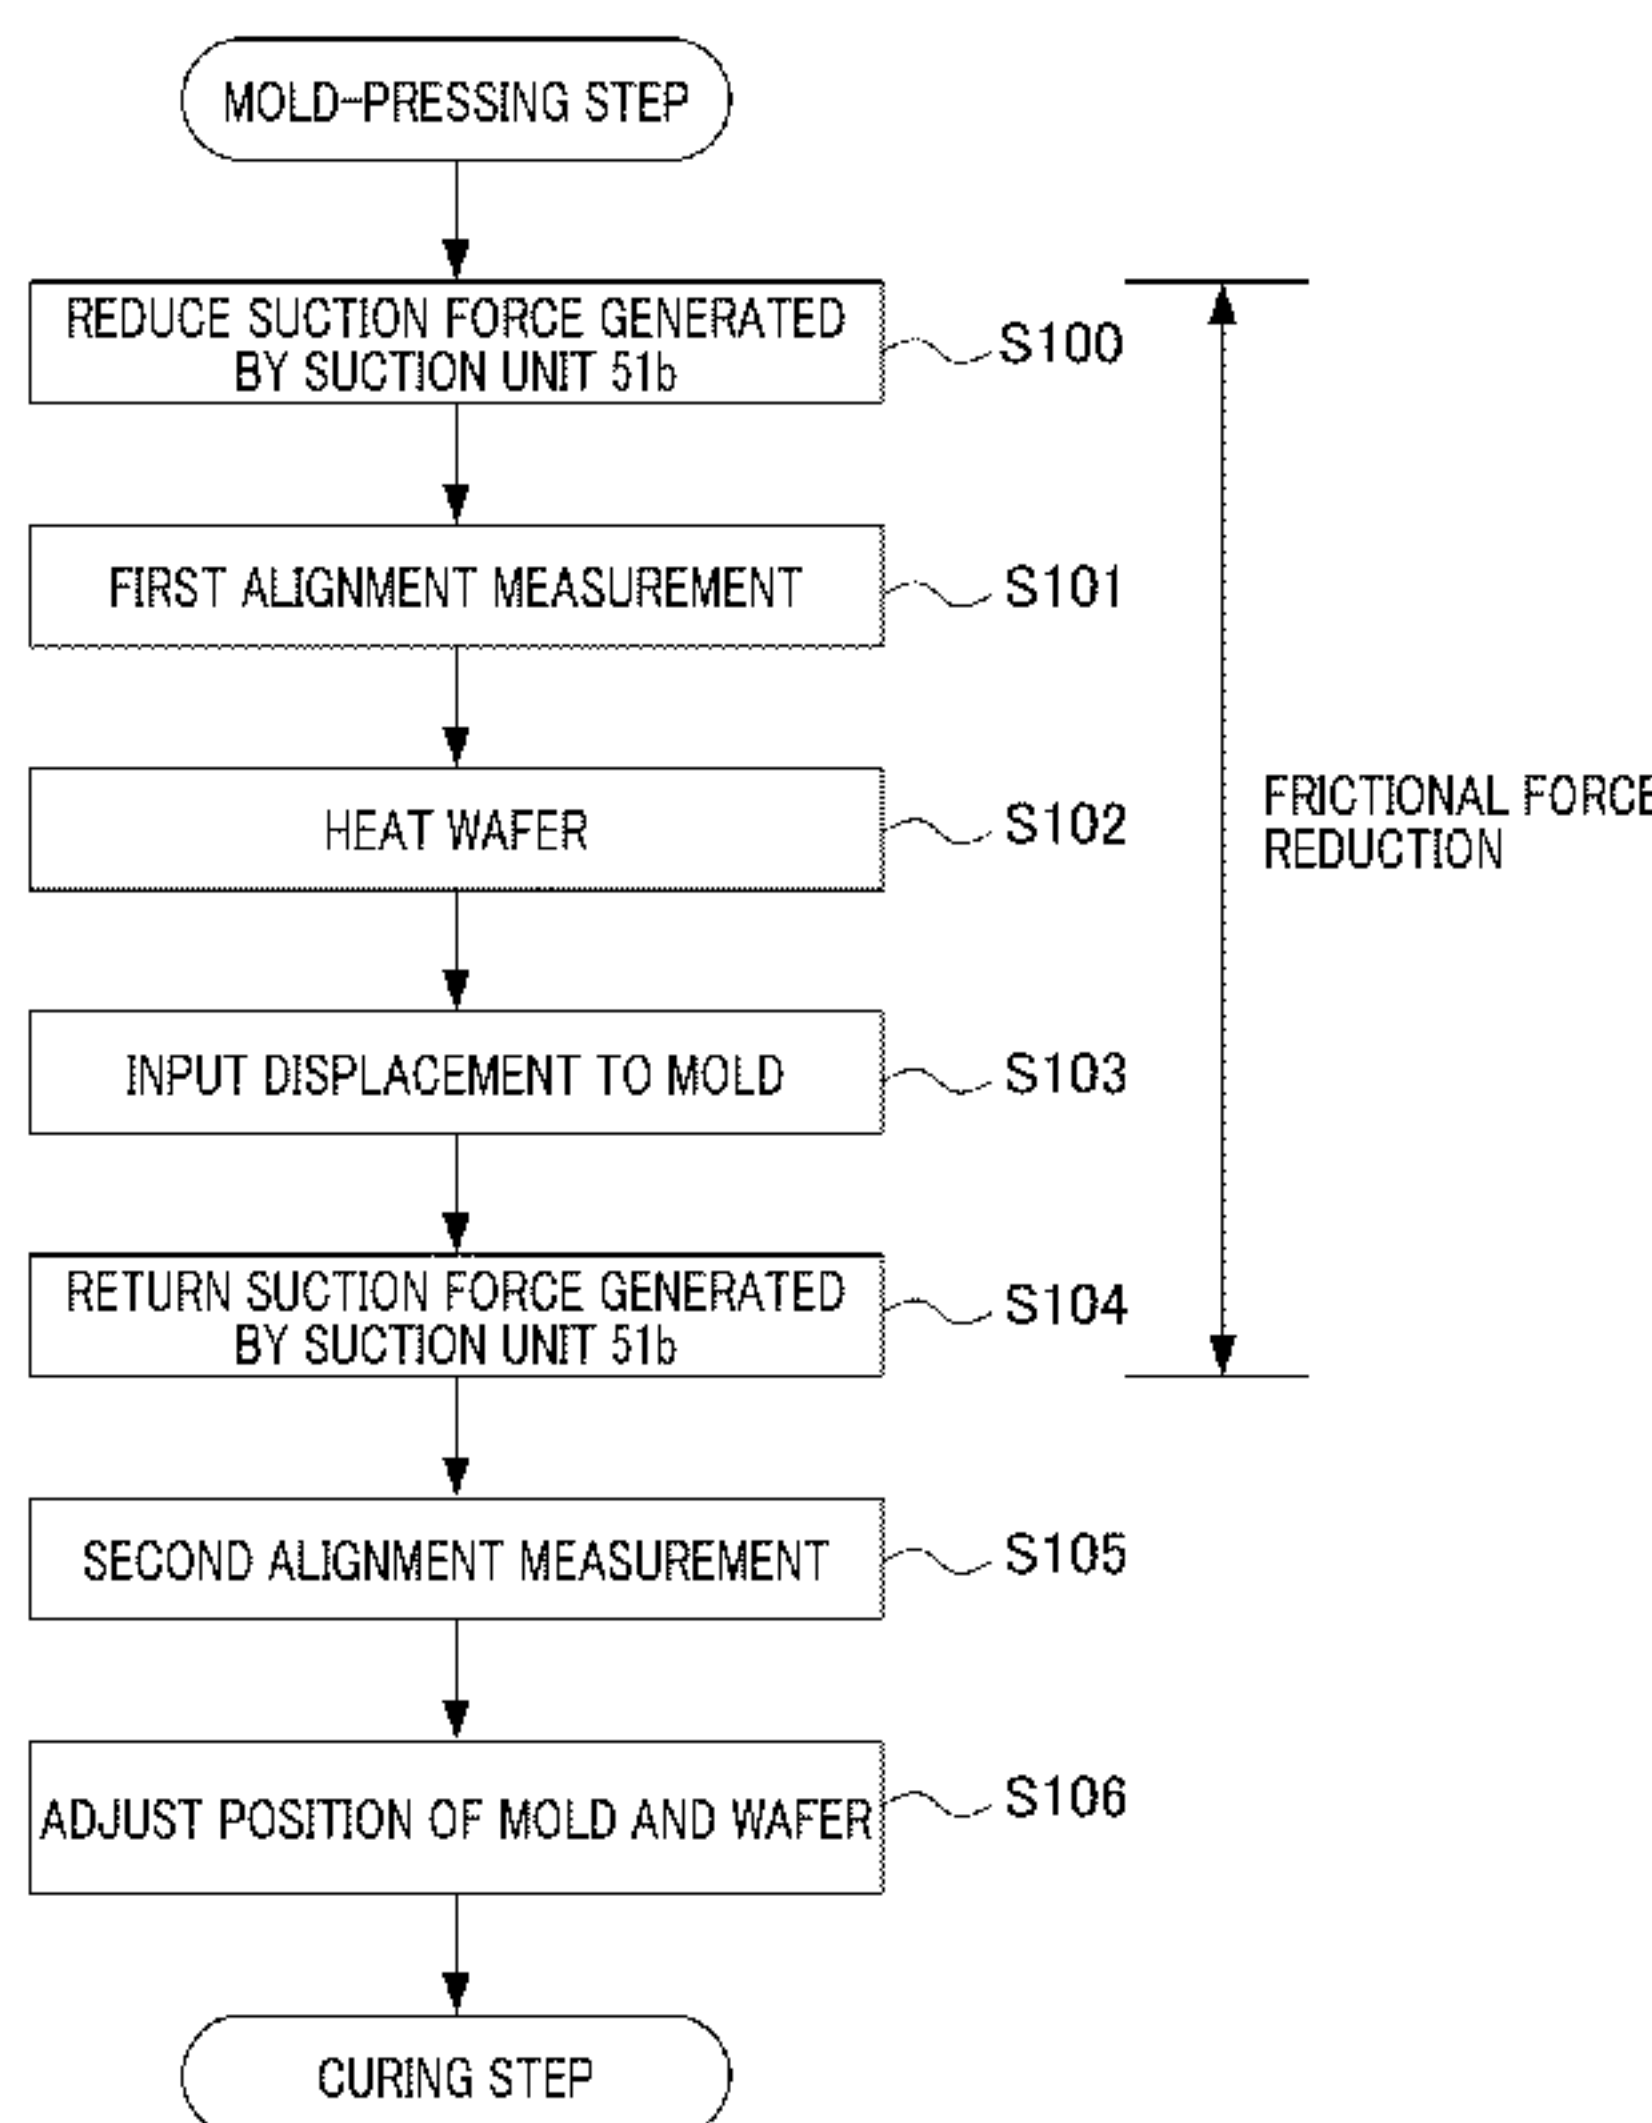 MOLD-PRESSING STEP
REDUCE SUCTION FORCE GENERATED
BY SUCTION UNIT 51b
S100
FIRST ALIGNMENT MEASUREMENT
S101
HEAT WAFER
S102
FRICTIONAL FORCE
REDUCTION
INPUT DISPLACEMENT TO MOLD
S103
RETURN SUCTION FORCE GENERATED
BY SUCTION UNIT 51b
S104
SECOND ALIGNMENT MEASUREMENT
S105
ADJUST POSITION OF MOLD AND WAFER
S106
CURING STEP